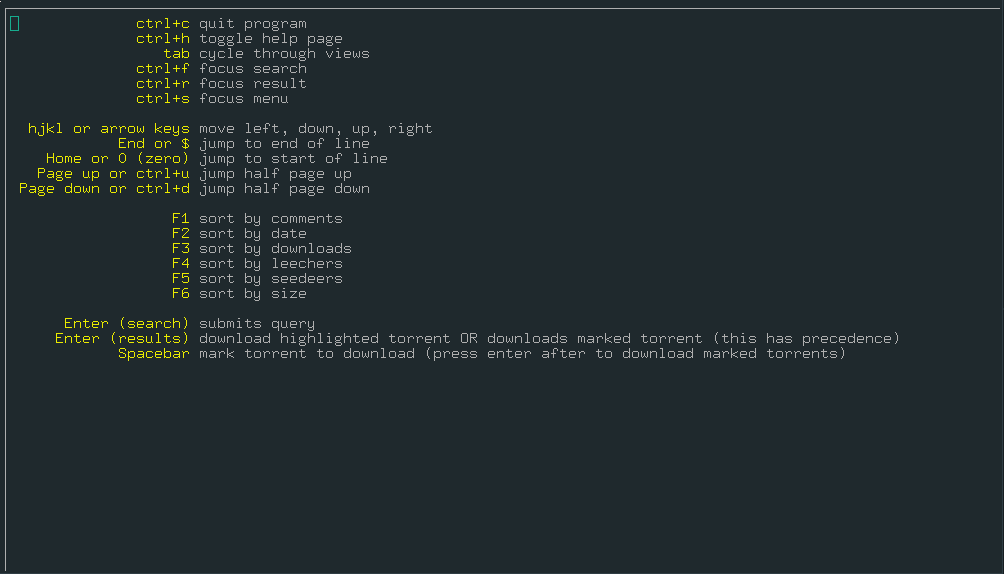 ctrl+c quit program
ctrl+h toggle help page
tab cycle through views
ctrl+f focus search
ctrl+r focus result
ctrl+s focus menu
hjkl or arrow keys move left, down, up, right
End or $ jump to end of line
Home or 0 (zero) jump to start of line
Page up or ctrl+u jump half page up
Page down or ctrl+d jump half page down
F1 sort by comments
F2 sort by date
F3 sort by downloads
F4 sort by leechers
F5 sort by seedeers
F6 sort by size
Enter (search) submits query
Enter (results) download highlighted torrent OR downloads marked torrent (this has precedence)
Spacebar mark torrent to download (press enter after to download marked torrents)